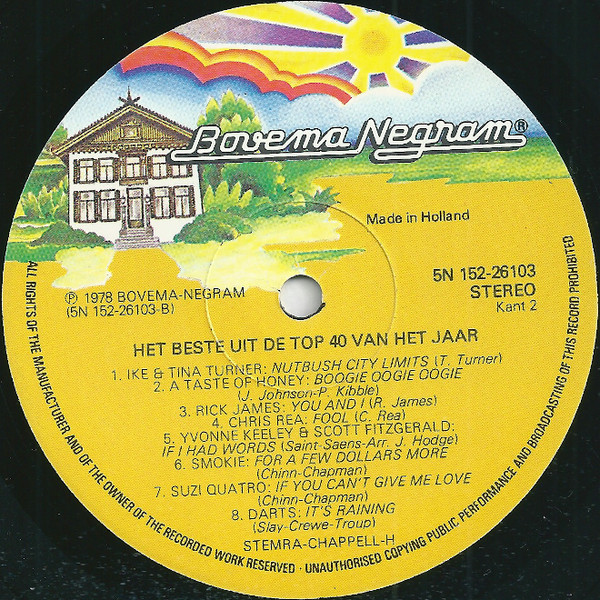 Bovema Negram®
Made in Holland
5N 152-26103
STEREO
Kant 2
℗ 1978 BOVEMA-NEGRAM
(5N 152-26103-B)
HET BESTE UIT DE TOP 40 VAN HET JAAR
1. IKE & TINA TURNER: NUTBUSH CITY LIMITS (T. Turner)
2. A TASTE OF HONEY: BOOGIE OOGIE OOGIE
(J. Johnson-P. Kibble)
3. RICK JAMES: YOU AND I (R. James)
4. CHRIS REA: FOOL (C. Rea)
5. YVONNE KEELEY & SCOTT FITZGERALD:
IF I HAD WORDS (Saint-Saens-Arr. J. Hodge)
6. SMOKIE: FOR A FEW DOLLARS MORE
(Chinn-Chapman)
7. SUZI QUATRO: IF YOU CAN'T GIVE ME LOVE
(Chinn-Chapman)
8. DARTS: IT'S RAINING
(Slay-Crewe-Troup)
STEMRA-CHAPPELL-H
ALL RIGHTS OF THE MANUFACTURER AND OF THE OWNER OF THE RECORDED WORK RESERVED · UNAUTHORISED COPYING PUBLIC PERFORMANCE AND BROADCASTING OF THIS RECORD PROHIBITED